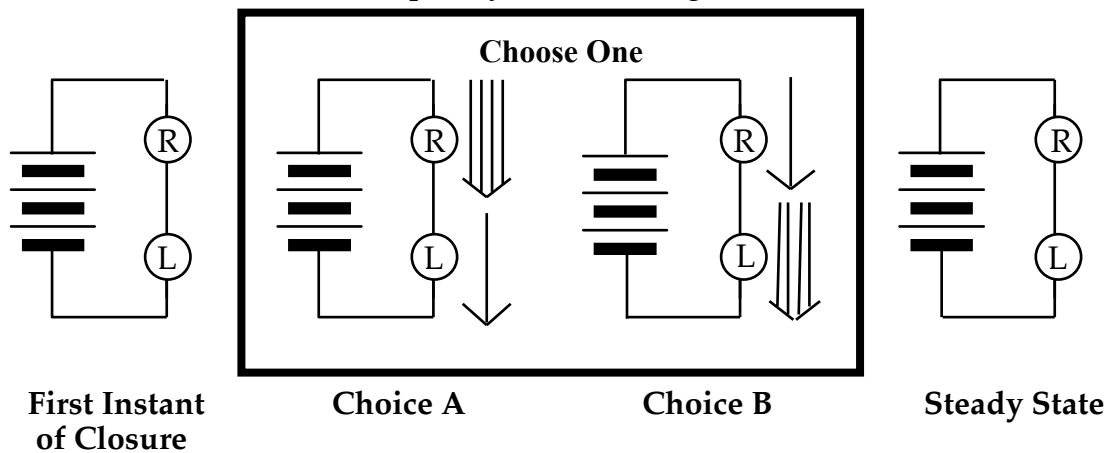 Choose One
R
R
R
R
L
L
L
L
First Instant
of Closure
Choice A
Choice B
Steady State